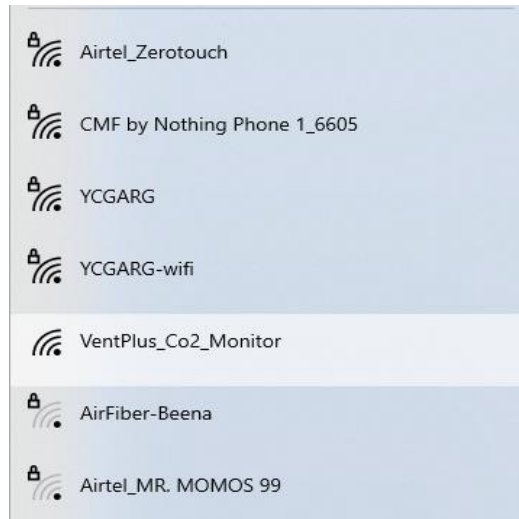 Airtel_Zerotouch
CMF by Nothing Phone 1_6605
YCGARG
YCGARG-wifi
VentPlus_Co2_Monitor
AirFiber-Beena
Airtel_MR. MOMOS 99